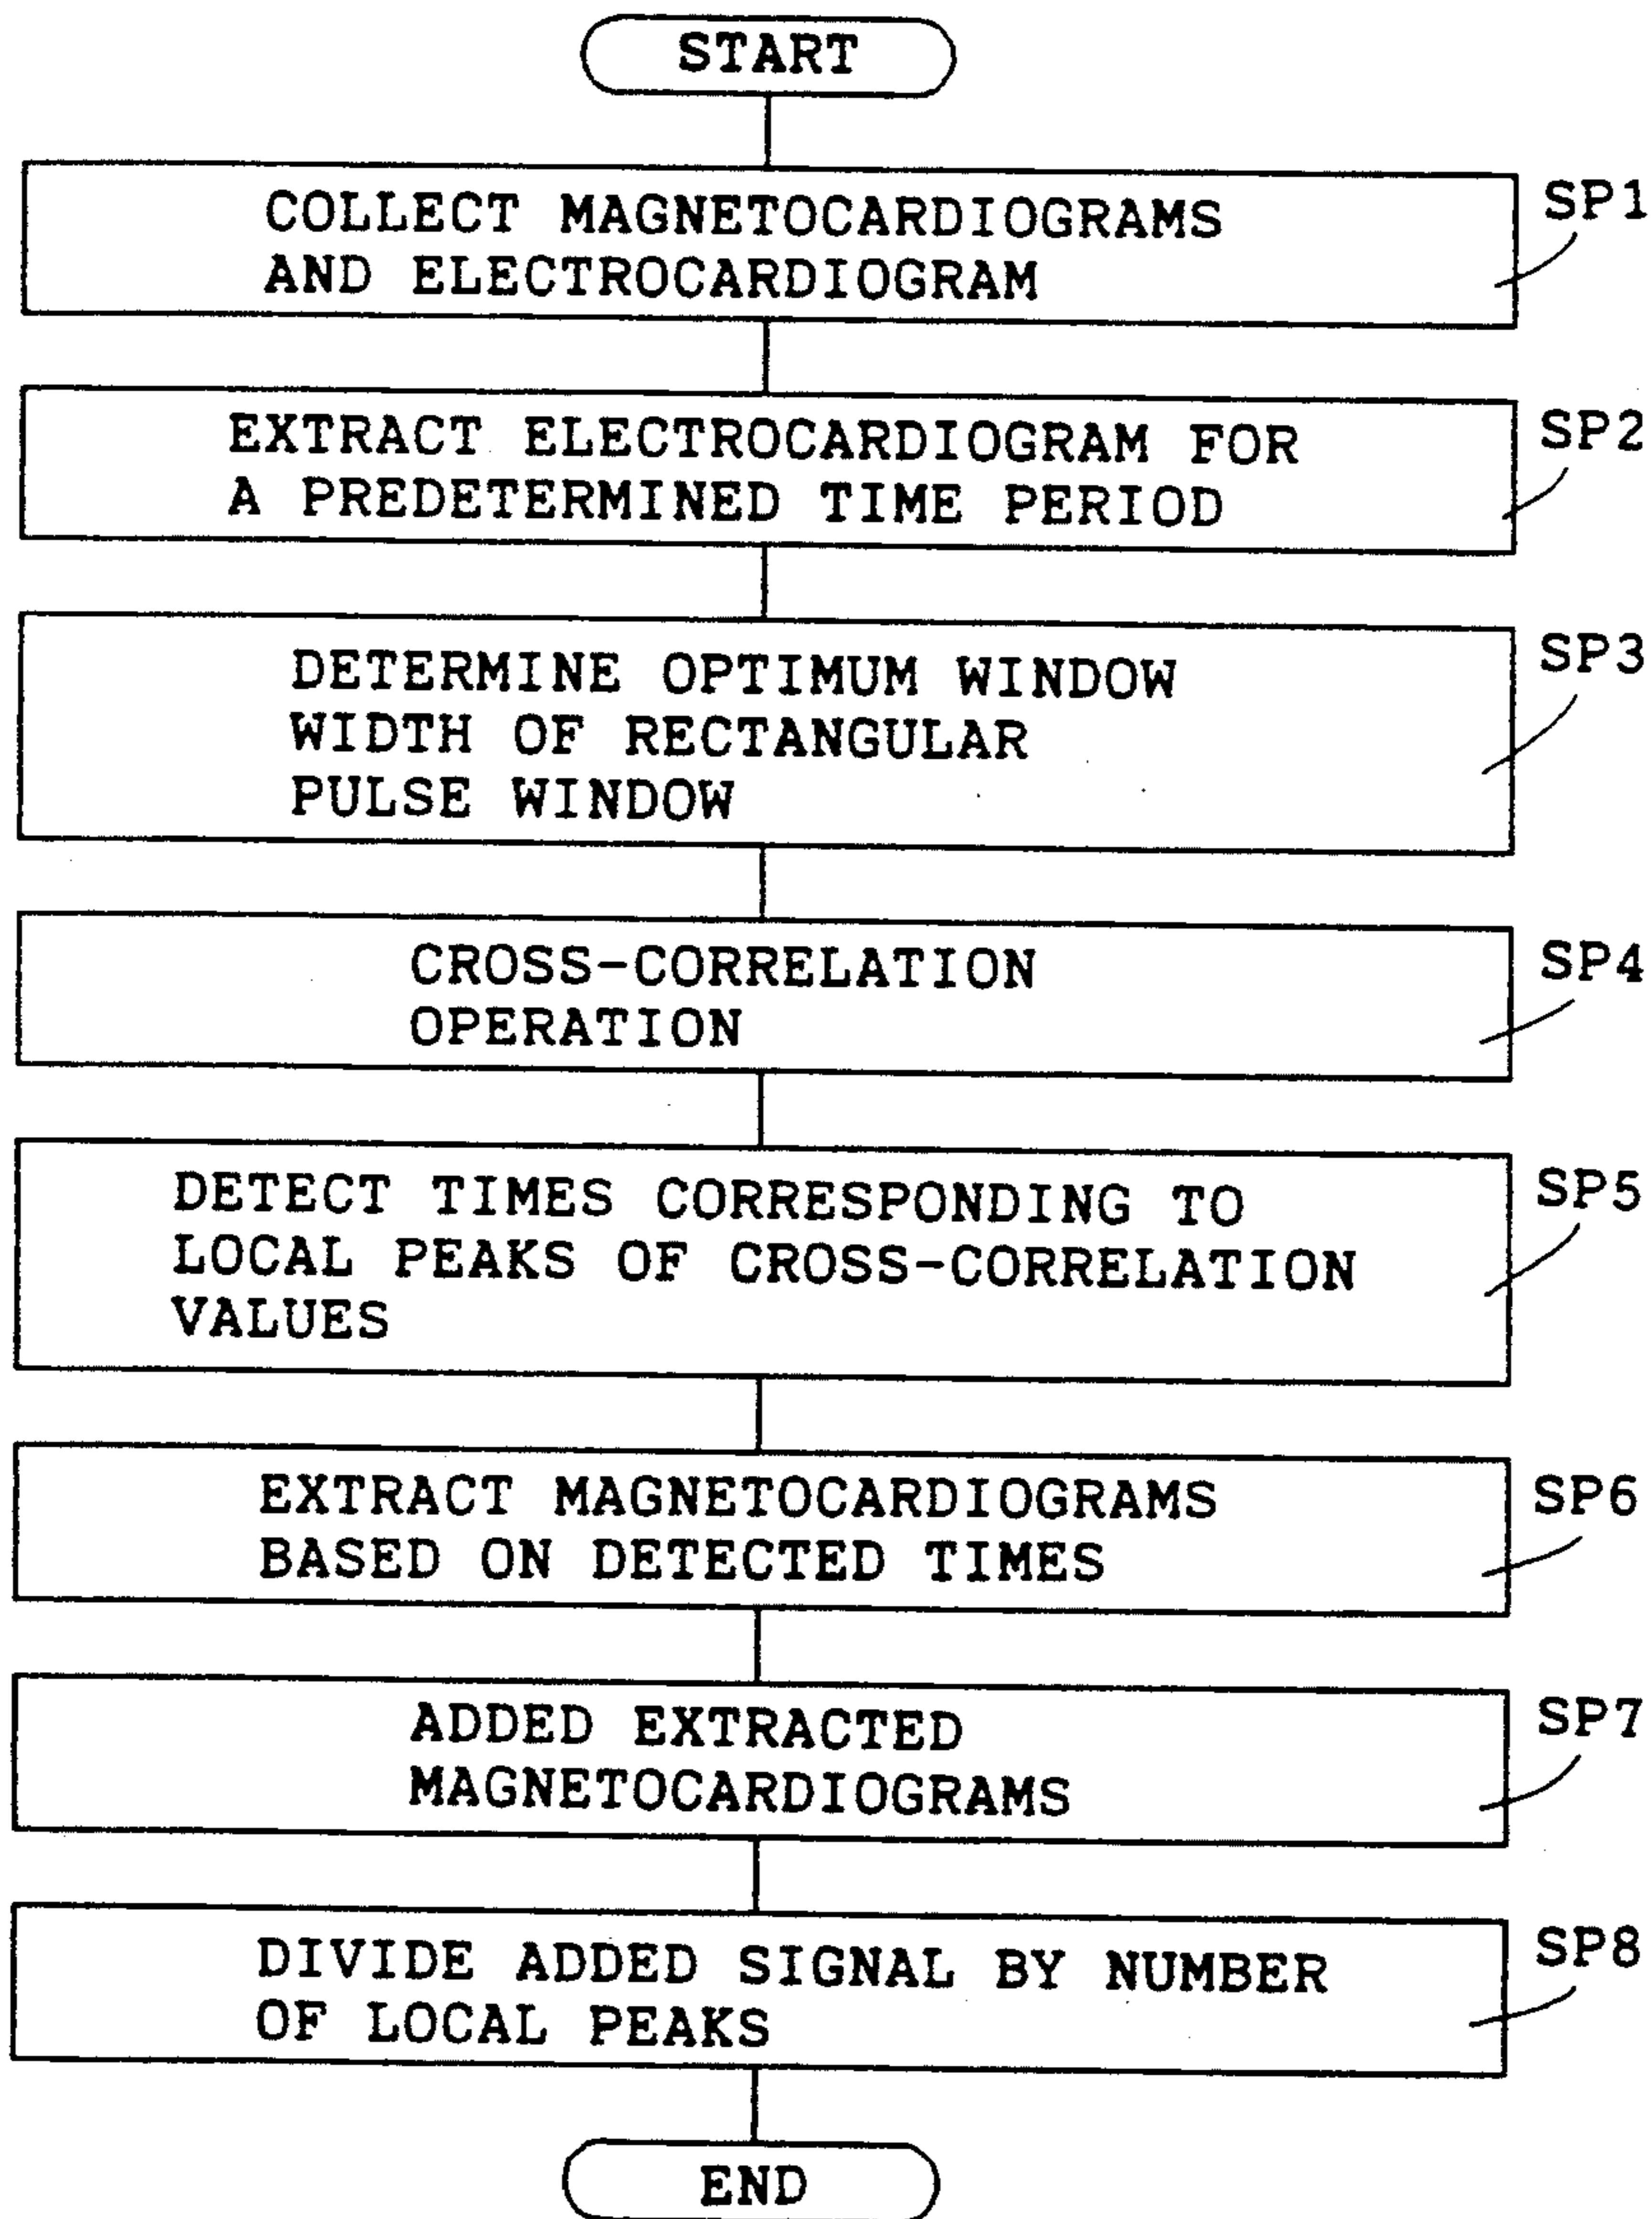 START
COLLECT MAGNETOCARDIOGRAMS
AND ELECTROCARDIOGRAM
SP1
EXTRACT ELECTROCARDIOGRAM FOR
A PREDETERMINED TIME PERIOD
SP2
DETERMINE OPTIMUM WINDOW
WIDTH OF RECTANGULAR
PULSE WINDOW
SP3
CROSS-CORRELATION
OPERATION
SP4
DETECT TIMES CORRESPONDING TO
LOCAL PEAKS OF CROSS-CORRELATION
VALUES
SP5
EXTRACT MAGNETOCARDIOGRAMS
BASED ON DETECTED TIMES
SP6
ADDED EXTRACTED
MAGNETOCARDIOGRAMS
SP7
DIVIDE ADDED SIGNAL BY NUMBER
OF LOCAL PEAKS
SP8
END